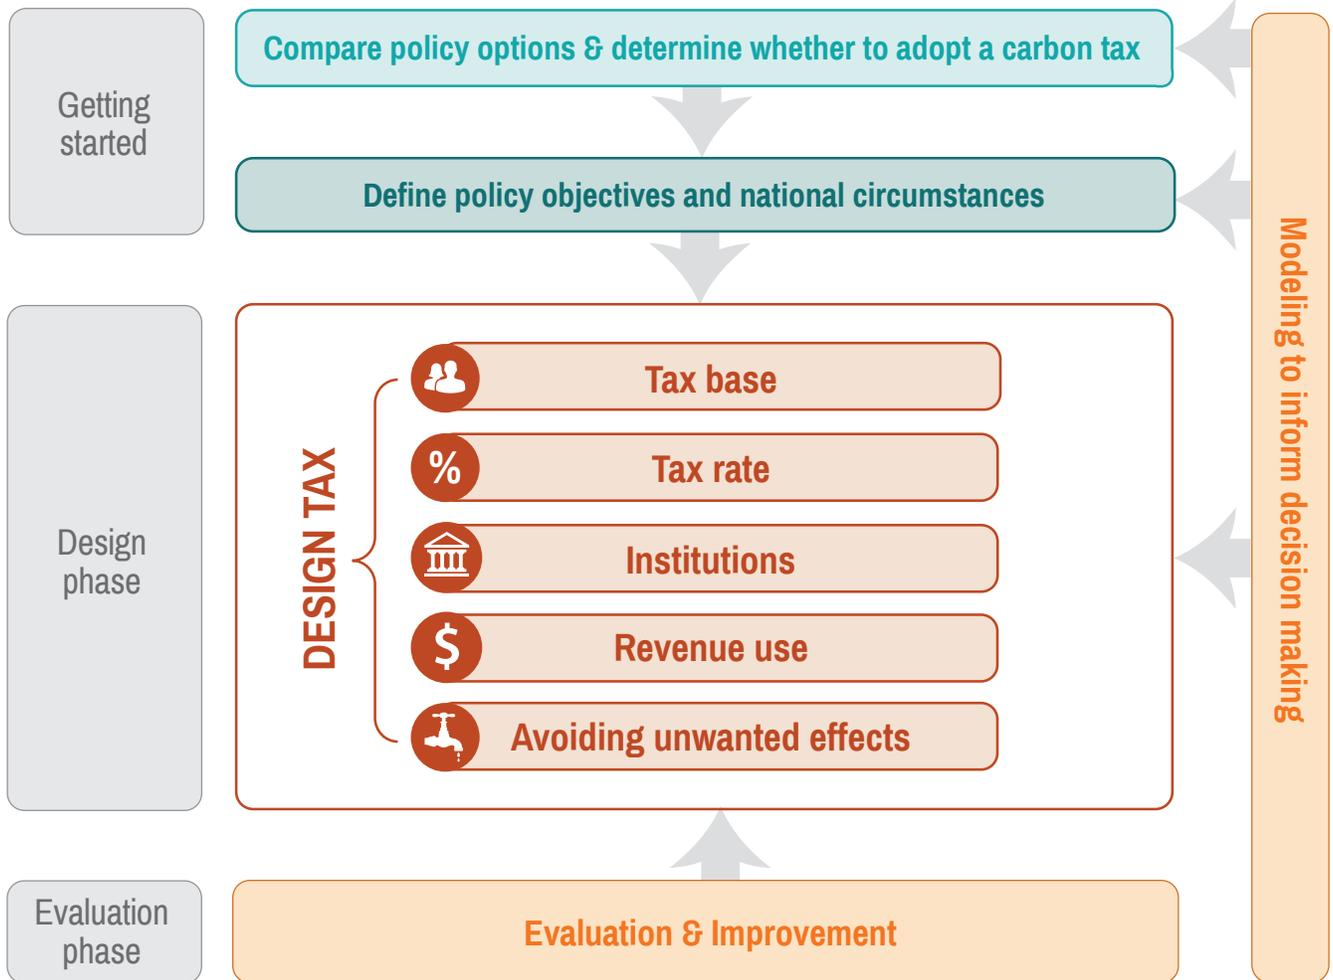 Compare policy options & determine whether to adopt a carbon tax
Getting
started
Define policy objectives and national circumstances
Modeling to inform decision making
Design
phase
DESIGN TAX
Tax base
%
Tax rate
Institutions
$
Revenue use
Avoiding unwanted effects
Evaluation
phase
Evaluation & Improvement